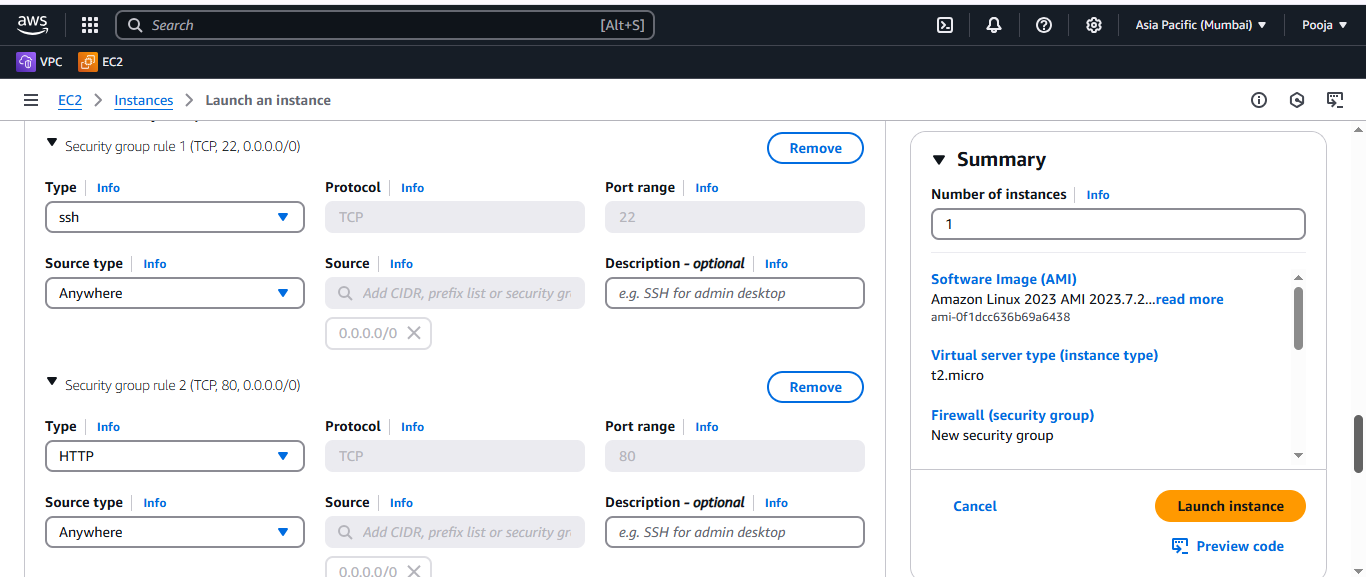 aws
Search [Alt+S]
Asia Pacific (Mumbai)
Pooja
VPC
EC2
EC2
Instances
Launch an instance
Security group rule 1 (TCP, 22, 0.0.0.0/0)
Remove
Type Info
Protocol Info
Port range Info
ssh
TCP
22
Source type Info
Source Info
Description - optional Info
Anywhere
Add CIDR, prefix list or security gr
e.g. SSH for admin desktop
0.0.0.0/0
Security group rule 2 (TCP, 80, 0.0.0.0/0)
Remove
Type Info
Protocol Info
Port range Info
HTTP
TCP
80
Source type Info
Source Info
Description - optional Info
Anywhere
Add CIDR, prefix list or security gr
e.g. SSH for admin desktop
0.0.0.0/0
Summary
Number of instances Info
1
Software Image (AMI)
Amazon Linux 2023 AMI 2023.7.2...read more
ami-0f1dcc636b69a6438
Virtual server type (instance type)
t2.micro
Firewall (security group)
New security group
Cancel
Launch instance
Preview code